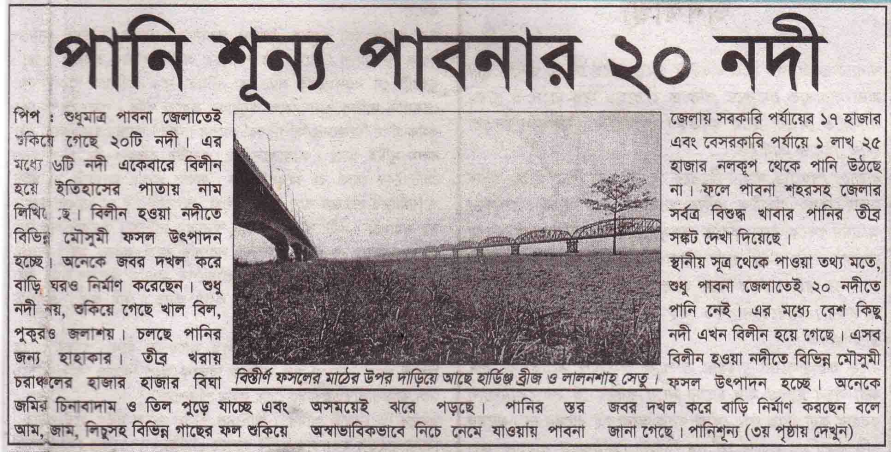 পানি শূন্য পাবনার ২০ নদী
পিপ : শুধুমাত্র পাবনা জেলাতেই
শুকিয়ে গেছে ২০টি নদী। এর
মধ্যে ৬টি নদী একেবারে বিলীন
হয়ে ইতিহাসের পাতায় নাম
লিখিয়েছে। বিলীন হওয়া নদীতে
বিভিন্ন মৌসুমী ফসল উৎপাদন
হচ্ছে। অনেকে জবর দখল করে
বাড়ি ঘরও নির্মাণ করেছেন। শুধু
নদী নয়, শুকিয়ে গেছে খাল বিল,
পুকুরও জলাশয়। চলছে পানির
জন্য হাহাকার। তীব্র খরায়
চরাঞ্চলের হাজার হাজার বিঘা
জমির চিনাবাদাম ও তিল পুড়ে যাচ্ছে এবং
আম, জাম, লিচুসহ বিভিন্ন গাছের ফল শুকিয়ে
বিস্তীর্ণ ফসলের মাঠের উপর দাড়িয়ে আছে হার্ডিঞ্জ ব্রীজ ও লালনশাহ সেতু।
অসময়েই ঝরে পড়ছে। পানির স্তর
অস্বাভাবিকভাবে নিচে নেমে যাওয়ায় পাবনা
জেলায় সরকারি পর্যায়ের ১৭ হাজার
এবং বেসরকারি পর্যায়ে ১ লাখ ২৫
হাজার নলকূপ থেকে পানি উঠছে
না। ফলে পাবনা শহরসহ জেলার
সর্বত্র বিশুদ্ধ খাবার পানির তীব্র
সঙ্কট দেখা দিয়েছে।
স্থানীয় সূত্র থেকে পাওয়া তথ্য মতে,
শুধু পাবনা জেলাতেই ২০ নদীতে
পানি নেই। এর মধ্যে বেশ কিছু
নদী এখন বিলীন হয়ে গেছে। এসব
বিলীন হওয়া নদীতে বিভিন্ন মৌসুমী
ফসল উৎপাদন হচ্ছে। অনেকে
জবর দখল করে বাড়ি নির্মাণ করছেন বলে
জানা গেছে। পানিশূন্য (৩য় পৃষ্ঠায় দেখুন)